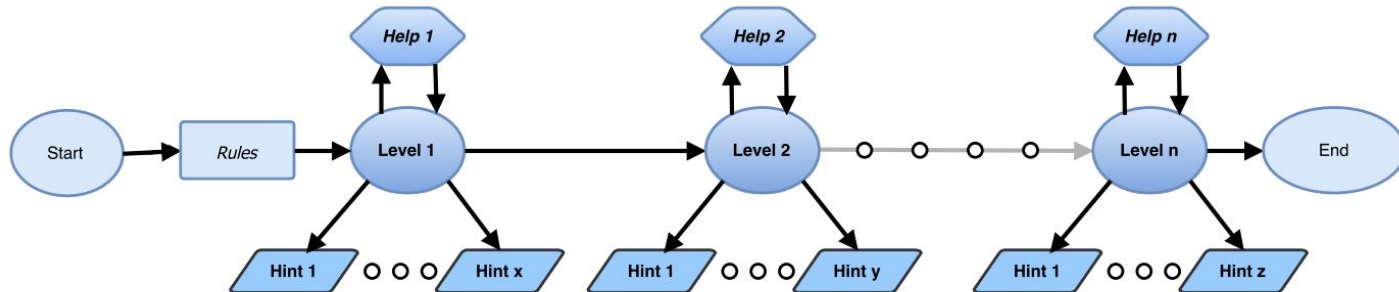 Help 1
Help 2
Help n
Start
Rules
Level 1
Level 2
Level n
End
Hint 1
Hint x
Hint 1
Hint y
Hint 1
Hint z